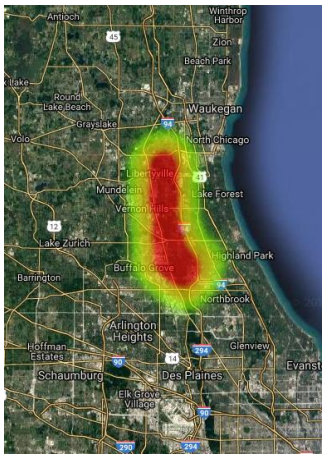 Antioch
Winthrop
Harbor
45
Zion
Beach Park
Lake
Round
Lake Beach
Waukegan
Grayslake
94
Volo
North Chicago
Libertyville
41
Mundelein
Lake Forest
Vernon Hills
12
Lake Zurich
Highland Park
Buffalo Grove
Barrington
94
Northbrook
Arlington
Heights
Hoffman
Estates
294
Glenview
90
14
Evanst
Schaumburg
Des Plaines
Elk Grove
Village
90
290
294